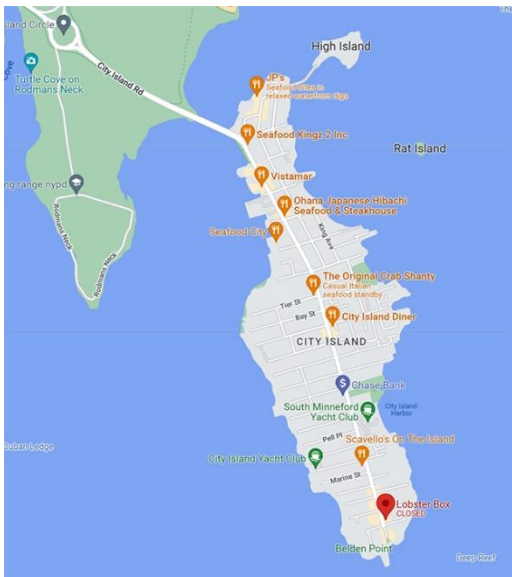 Island Circle
High Island
City Island Rd
Cove
Turtle Cove on
Rodmans Neck
JP's
Seafood bites in
relaxed waterfront digs
Seafood Kingz 2 Inc
Rat Island
Vistamar
ng range nypd
Ohana Japanese Hibachi
Seafood & Steakhouse
Rodmans Neck
Seafood City
King Ave
Rodmans Neck
The Original Crab Shanty
Casual Italian
seafood standby
Tier St
Bay St
City Island Diner
CITY ISLAND
Chase Bank
South Minneford
Yacht Club
City Island
Harbor
Pell Pl
Scavello's On The Island
Cuban Ledge
City Island Yacht Club
Marine St
Lobster Box
CLOSED
Belden Point
Deep Reef